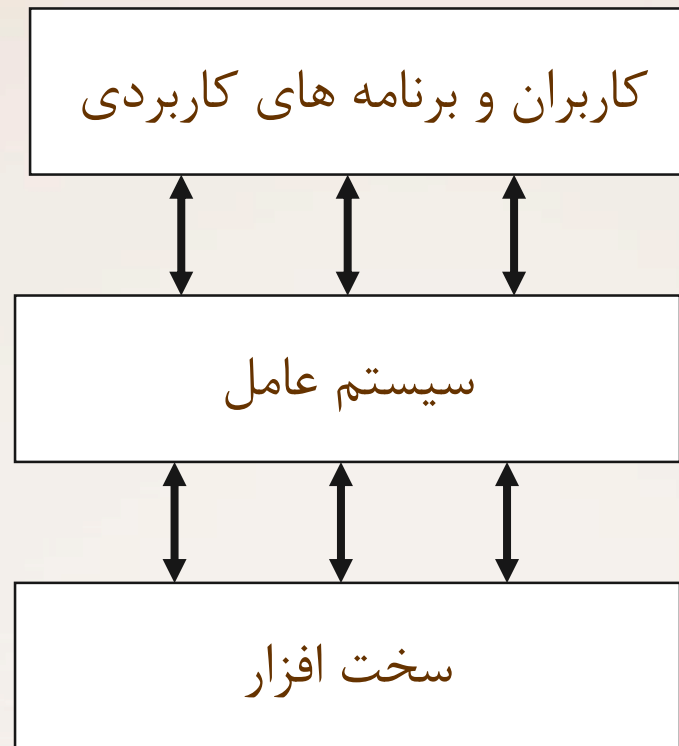 کاربران و برنامه های کاربردی
سیستم عامل
سخت افزار